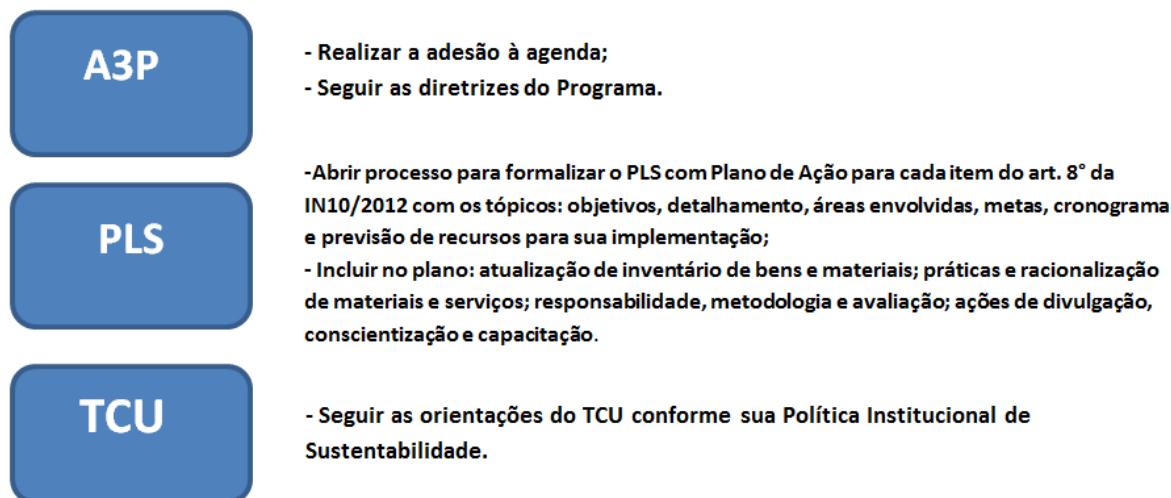 A3P
- Realizar a adesão à agenda;
- Seguir as diretrizes do Programa.
PLS
-Abrir processo para formalizar o PLS com Plano de Ação para cada item do art. 8° da
IN10/2012 com os tópicos: objetivos, detalhamento, áreas envolvidas, metas, cronograma
e previsão de recursos para sua implementação;
- Incluir no plano: atualização de inventário de bens e materiais; práticas e racionalização
de materiais e serviços; responsabilidade, metodologia e avaliação; ações de divulgação,
conscientização e capacitação.
TCU
- Seguir as orientações do TCU conforme sua Política Institucional de
Sustentabilidade.